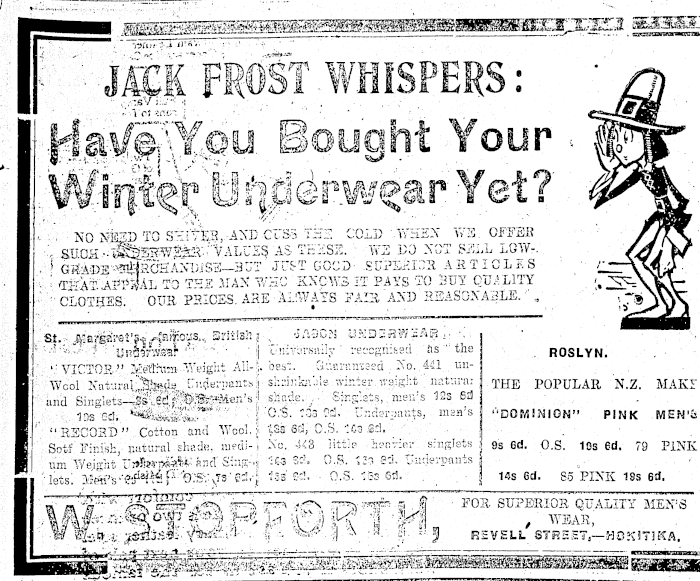 JACK FROST WHISPERS:
Have You Bought Your
Winter Underwear Yet?
NO NEED TO SHIVER, AND CUSS THE COLD WHEN WE OFFER
SUCH UNDERWEAR VALUES AS THESE. WE DO NOT SELL LOW-
GRADE MERCHANDISE—BUT JUST GOOD SUPERIOR ARTICLES
THAT APPEAL TO THE MAN WHO KNOWS IT PAYS TO BUY QUALITY
CLOTHES. OUR PRICES ARE ALWAYS FAIR AND REASONABLE.
St. Margaret's famous British
Underwear
"VICTOR" Medium Weight All-
Wool Natural Shade Underpants
and Singlets— O.S. Men's
10s 6d.
"RECORD" Cotton and Wool.
Sotf Finish, natural shade, medi-
um Weight Underpants and Sing-
lets. Men's O.S.
JASON UNDERWEAR
Universally recognised as the
best. Guaranteed No. 441 un-
shrinkable winter weight natural
shade. Singlets, men's 12s 6d
O.S. Underpants, men's
O.S.
No. 448 little heavier singlets
O.S. Underpants
O.S.
ROSLYN.
THE POPULAR N.Z. MAKE
"DOMINION" PINK MEN'S
9s 6d. O.S. 10s 6d. 79 PINK
14s 6d. 85 PINK 18s 6d.
W. STOPFORTH,
FOR SUPERIOR QUALITY MEN'S
WEAR,
REVELL STREET,—HOKITIKA.